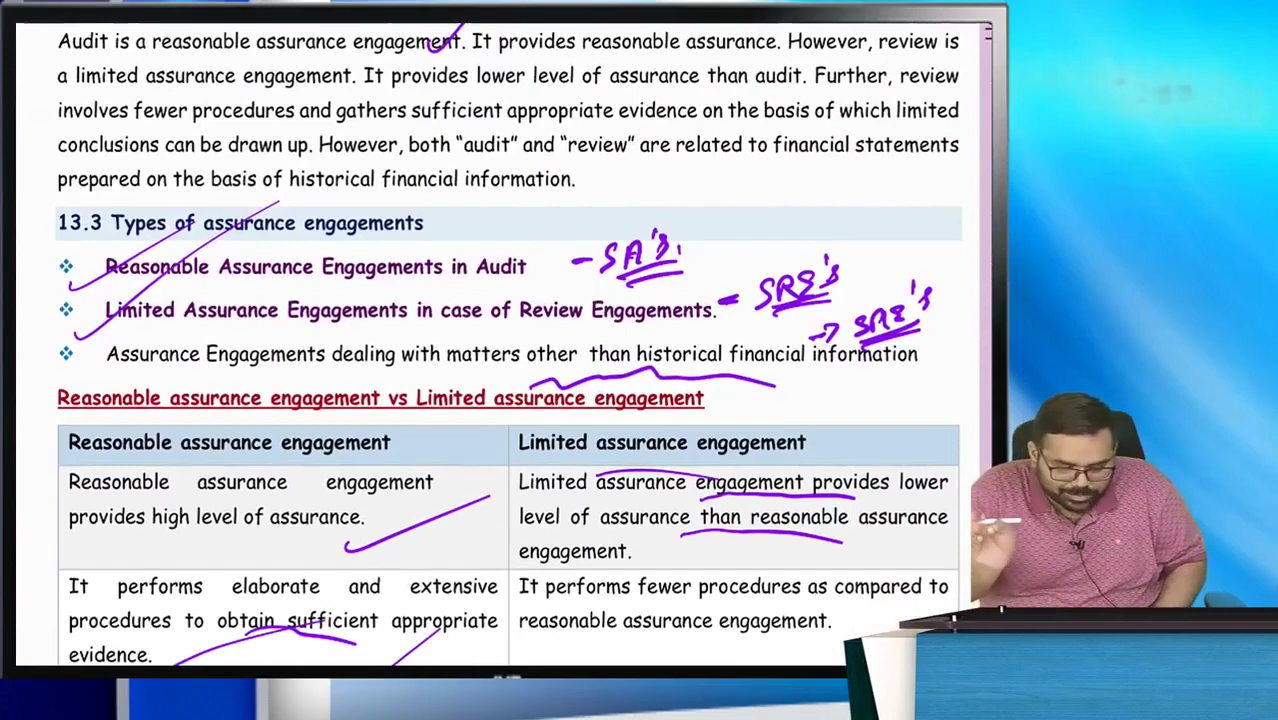 Audit is a reasonable assurance engagement. It provides reasonable assurance. However, review is
a limited assurance engagement. It provides lower level of assurance than audit. Further, review
involves fewer procedures and gathers sufficient appropriate evidence on the basis of which limited
conclusions can be drawn up. However, both “audit” and “review” are related to financial statements
prepared on the basis of historical financial information.
13.3 Types of assurance engagements
❖ Reasonable Assurance Engagements in Audit - SA's.
❖ Limited Assurance Engagements in case of Review Engagements. - SRE's
→ SAE's
❖ Assurance Engagements dealing with matters other than historical financial information
Reasonable assurance engagement vs Limited assurance engagement
Reasonable assurance engagement
Limited assurance engagement
Reasonable assurance engagement
provides high level of assurance.
Limited assurance engagement provides lower
level of assurance than reasonable assurance
engagement.
It performs elaborate and extensive
procedures to obtain sufficient appropriate
evidence.
It performs fewer procedures as compared to
reasonable assurance engagement.